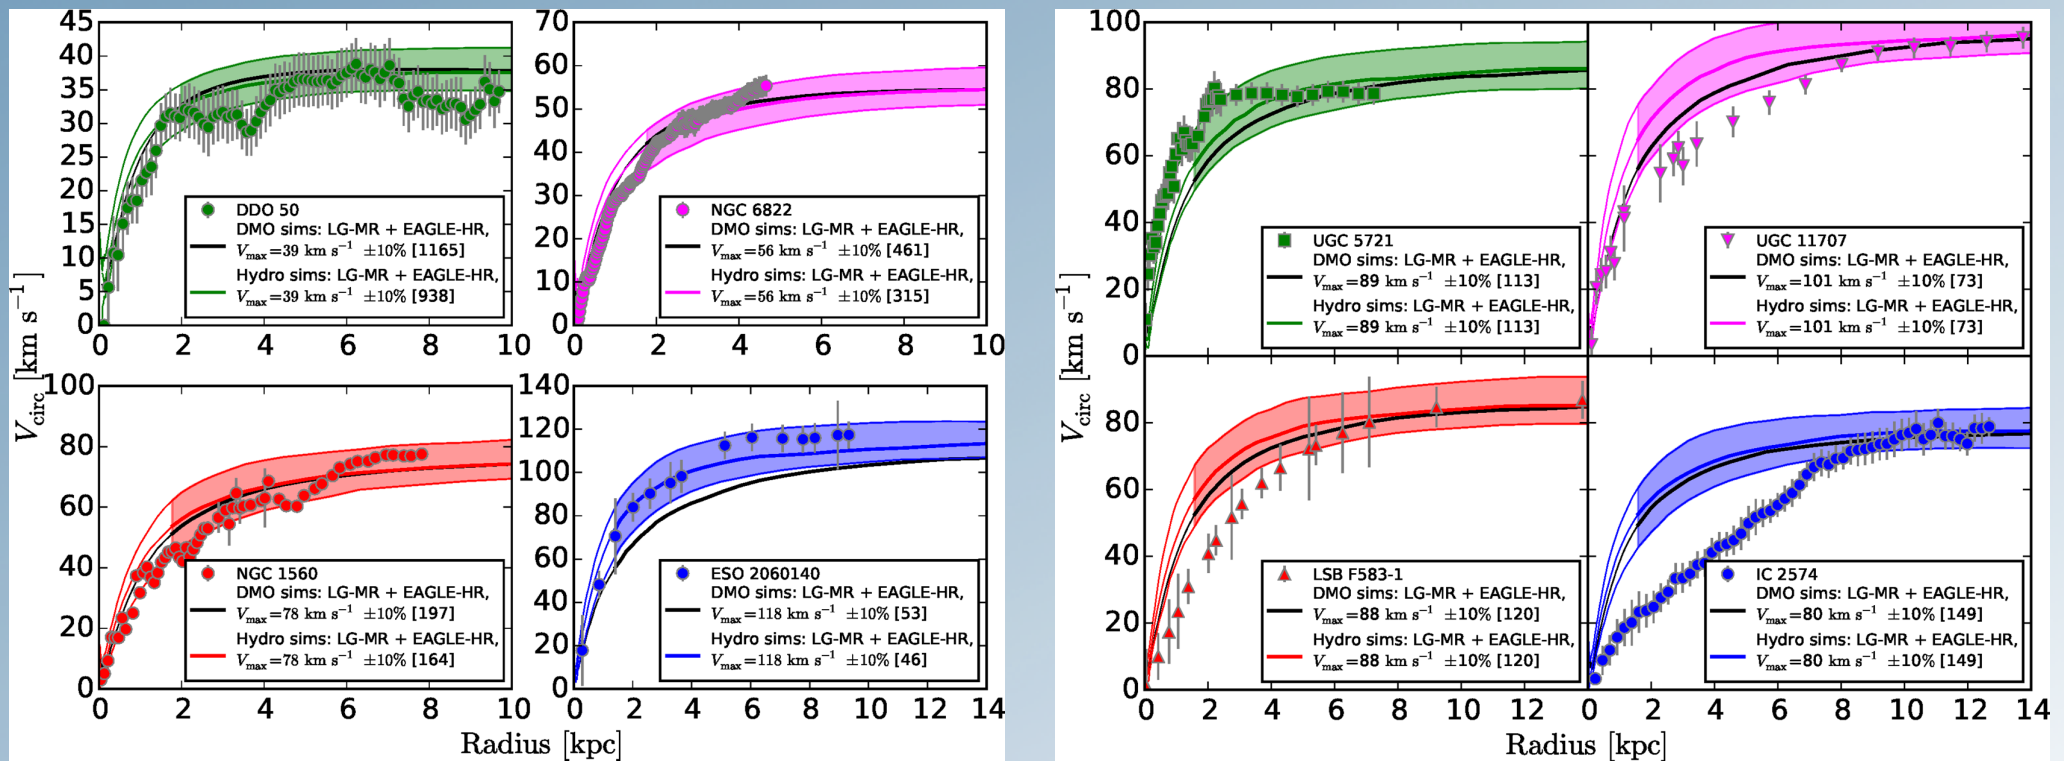 45
40
35
30
25
20
15
10
5
0
DDO 50
DMO sims: LG-MR + EAGLE-HR,
Vmax=39 km s−1 ±10% [1165]
Hydro sims: LG-MR + EAGLE-HR,
Vmax=39 km s−1 ±10% [938]
0 2 4 6 8 10
70
60
50
40
30
20
10
0
NGC 6822
DMO sims: LG-MR + EAGLE-HR,
Vmax=56 km s−1 ±10% [461]
Hydro sims: LG-MR + EAGLE-HR,
Vmax=56 km s−1 ±10% [315]
0 2 4 6 8 10
Vcirc [km s−1]
100
80
60
40
20
0
NGC 1560
DMO sims: LG-MR + EAGLE-HR,
Vmax=78 km s−1 ±10% [197]
Hydro sims: LG-MR + EAGLE-HR,
Vmax=78 km s−1 ±10% [164]
0 2 4 6 8 10
140
120
100
80
60
40
20
0
ESO 2060140
DMO sims: LG-MR + EAGLE-HR,
Vmax=118 km s−1 ±10% [53]
Hydro sims: LG-MR + EAGLE-HR,
Vmax=118 km s−1 ±10% [46]
0 2 4 6 8 10 12 14
Radius [kpc]
100
80
60
40
20
0
UGC 5721
DMO sims: LG-MR + EAGLE-HR,
Vmax=89 km s−1 ±10% [113]
Hydro sims: LG-MR + EAGLE-HR,
Vmax=89 km s−1 ±10% [113]
UGC 11707
DMO sims: LG-MR + EAGLE-HR,
Vmax=101 km s−1 ±10% [73]
Hydro sims: LG-MR + EAGLE-HR,
Vmax=101 km s−1 ±10% [73]
Vcirc [km s−1]
80
60
40
20
0
LSB F583-1
DMO sims: LG-MR + EAGLE-HR,
Vmax=88 km s−1 ±10% [120]
Hydro sims: LG-MR + EAGLE-HR,
Vmax=88 km s−1 ±10% [120]
0 2 4 6 8 10 12
IC 2574
DMO sims: LG-MR + EAGLE-HR,
Vmax=80 km s−1 ±10% [149]
Hydro sims: LG-MR + EAGLE-HR,
Vmax=80 km s−1 ±10% [149]
0 2 4 6 8 10 12 14
Radius [kpc]